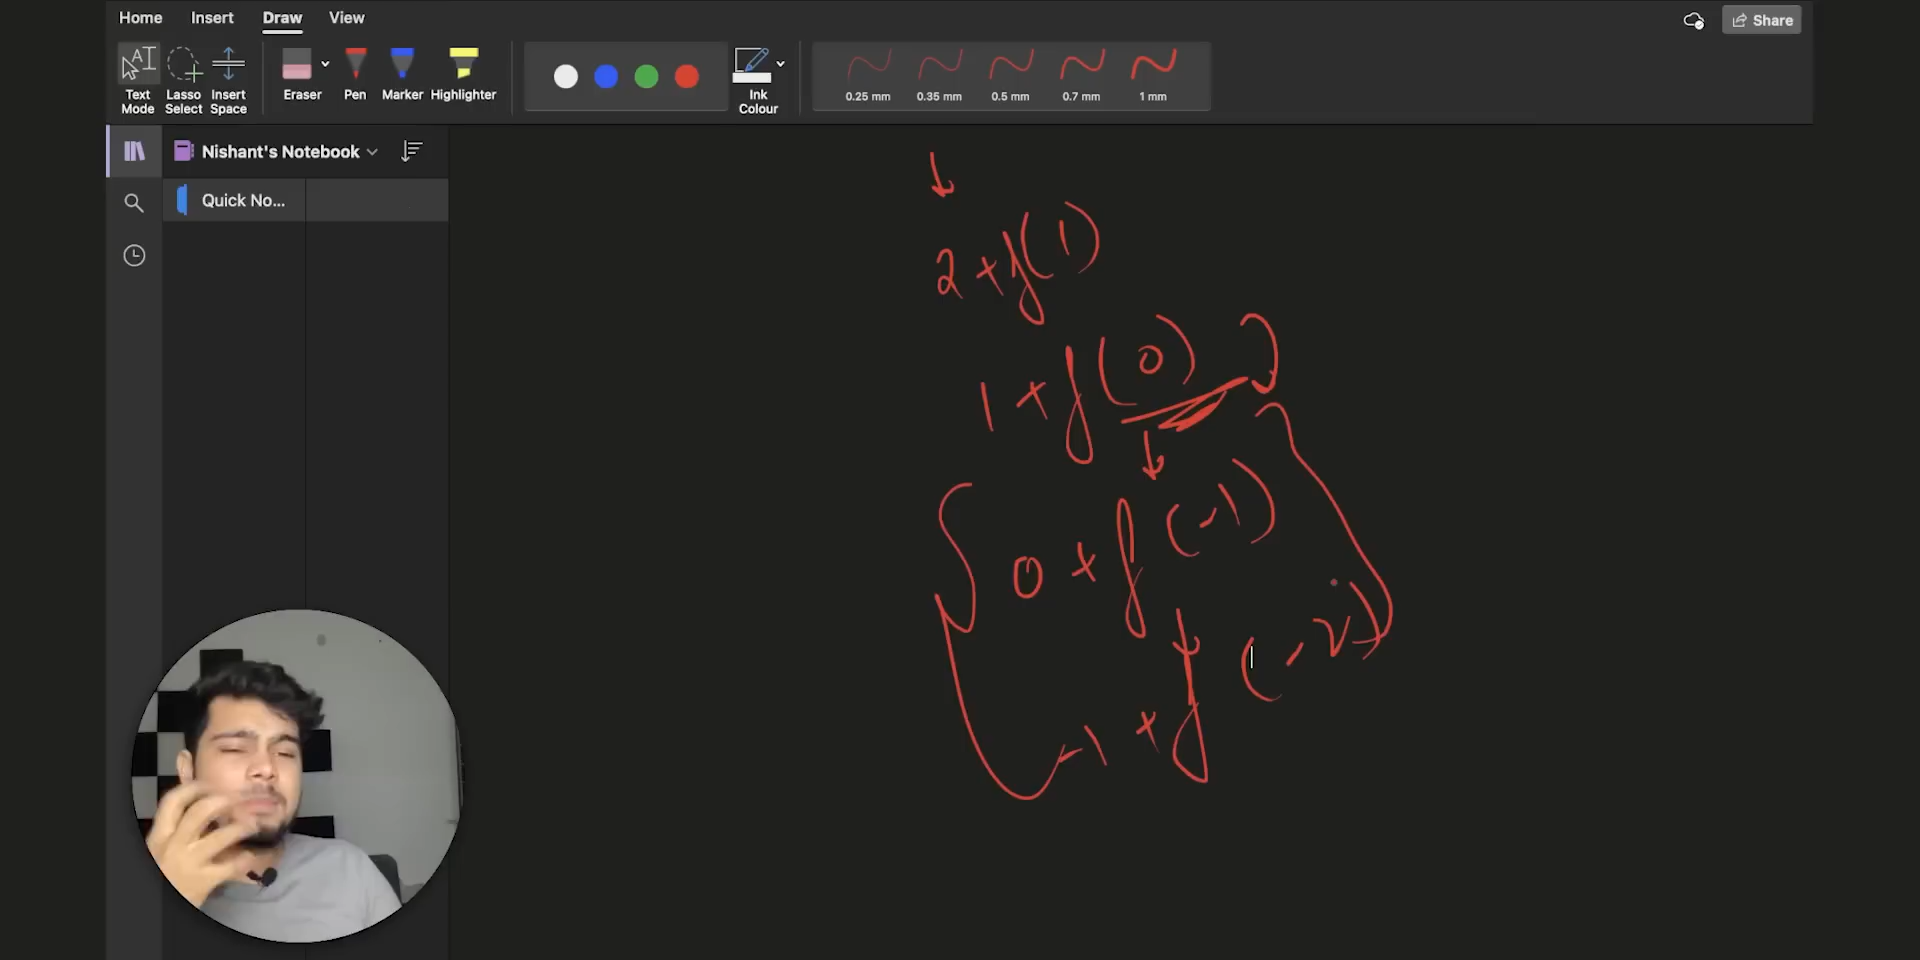 Home Insert Draw View
Share
Text Mode
Lasso Select
Insert Space
Eraser
Pen
Marker
Highlighter
Ink Colour
0.25 mm
0.35 mm
0.5 mm
0.7 mm
1 mm
Nishant's Notebook
Quick No...
2 + f(1)
1 + f(0)
0 + f(-1)
-1 + f(-2)